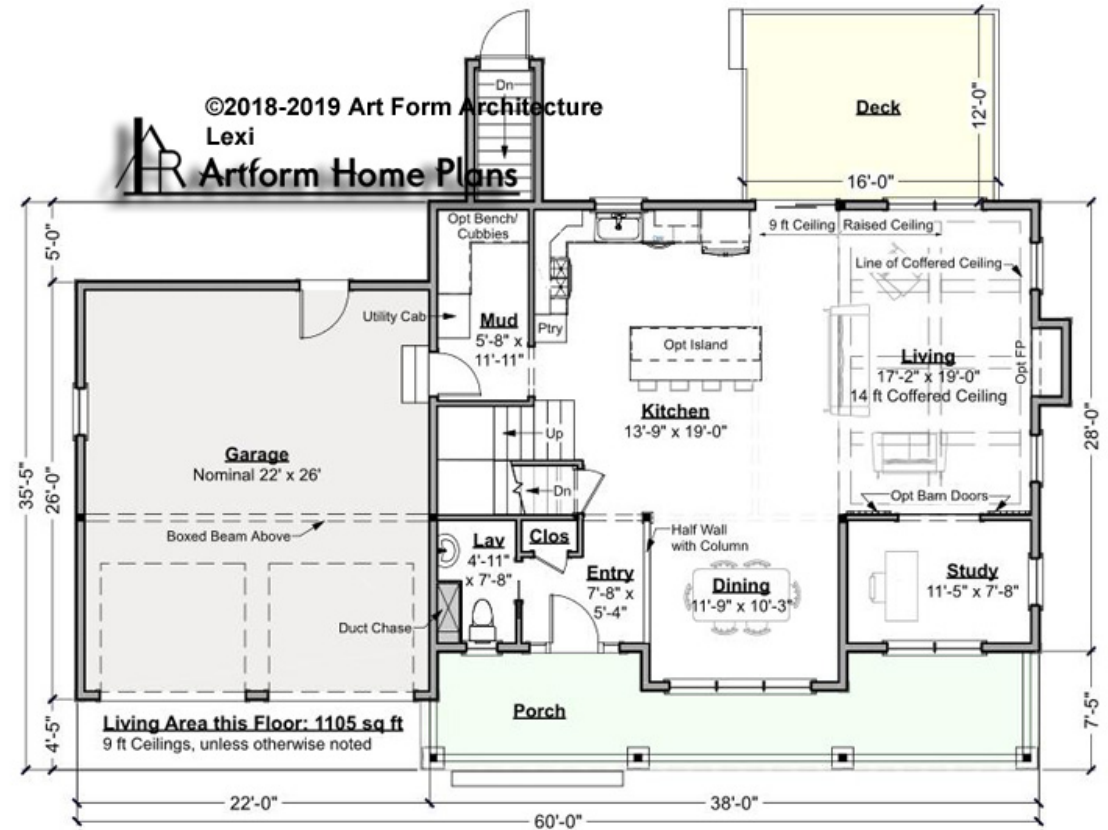 Dn
©2018-2019 Art Form Architecture
Lexi
Artform Home Plans
AR
Deck
12'-0"
16'-0"
Opt Bench/
Cubbies
9 ft Ceiling
Raised Ceiling
5'-0"
Line of Coffered Ceiling
Utility Cab
Mud
5'-8" x
11'-11"
Ptry
Opt Island
Living
17'-2" x 19'-0"
14 ft Coffered Ceiling
Opt FP
Kitchen
13'-9" x 19'-0"
28'-0"
Up
Garage
Nominal 22' x 26'
35'-5"
26'-0"
Dn
Opt Barn Doors
Boxed Beam Above
Lav
4'-11"
x 7'-8"
Clos
Half Wall
with Column
Entry
7'-8" x
5'-4"
Dining
11'-9" x 10'-3"
Study
11'-5" x 7'-8"
Duct Chase
Porch
7'-5"
Living Area this Floor: 1105 sq ft
9 ft Ceilings, unless otherwise noted
4'-5"
22'-0"
38'-0"
60'-0"